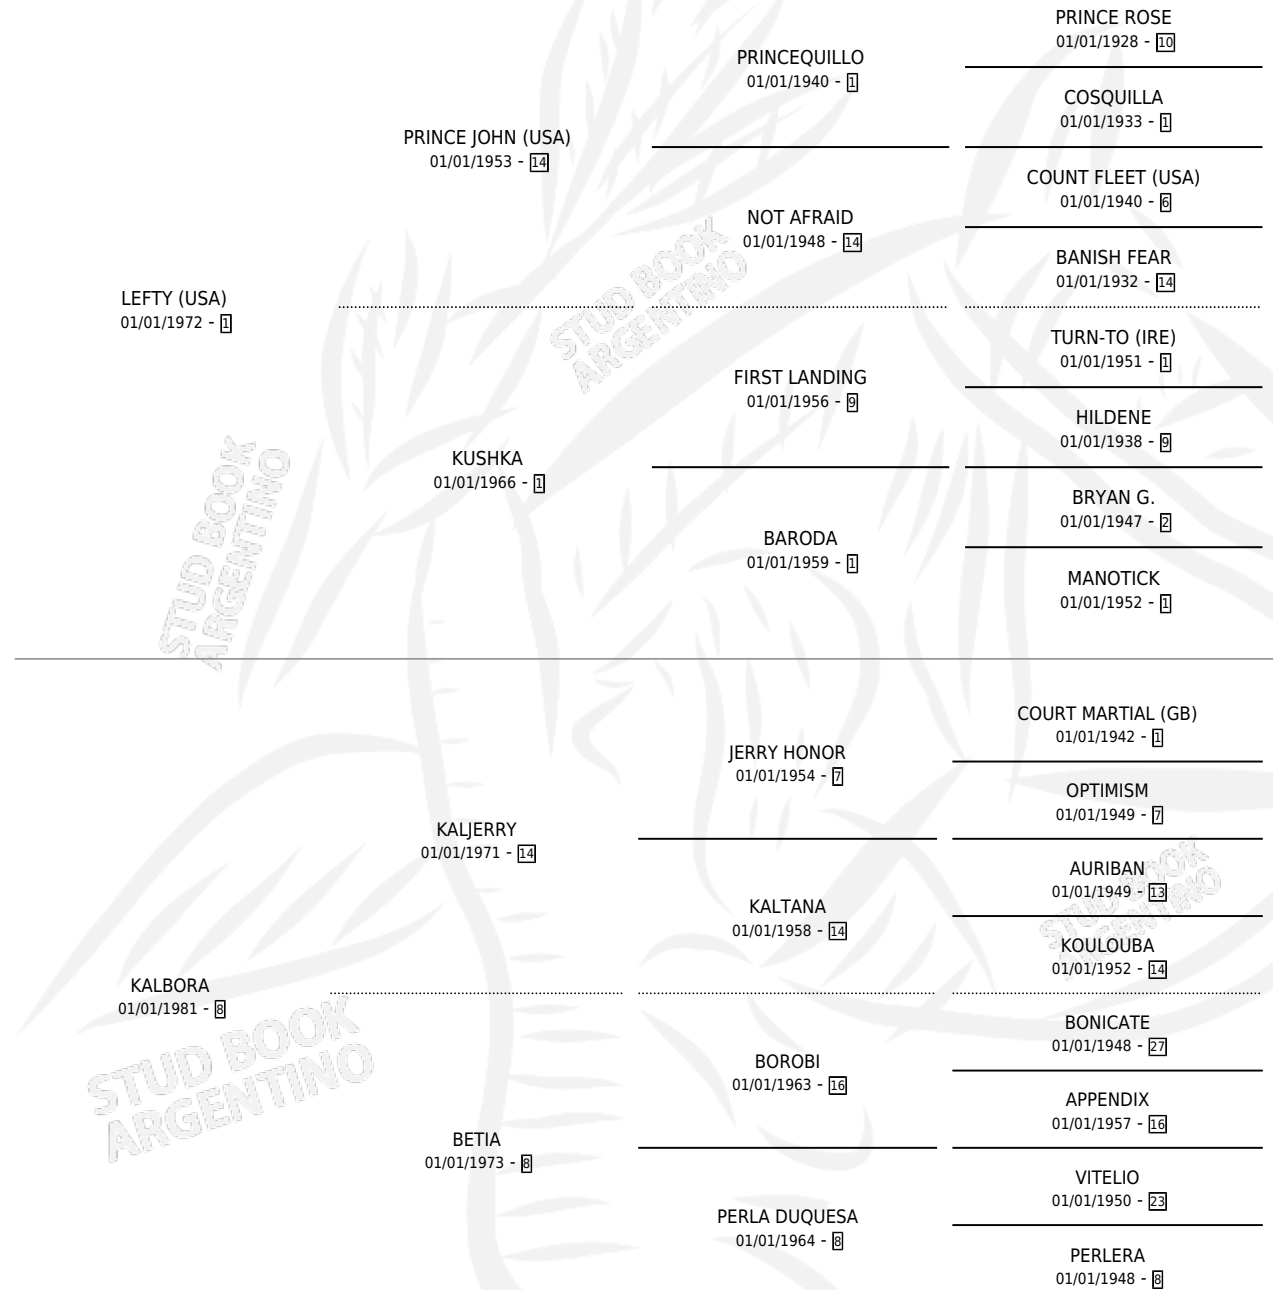 PRINCE ROSE
01/01/1928 - 10
PRINCEQUILLO
01/01/1940 - 1
COSQUILLA
01/01/1933 - 1
PRINCE JOHN (USA)
01/01/1953 - 14
COUNT FLEET (USA)
01/01/1940 - 6
NOT AFRAID
01/01/1948 - 14
BANISH FEAR
01/01/1932 - 14
LEFTY (USA)
01/01/1972 - 1
TURN-TO (IRE)
01/01/1951 - 1
FIRST LANDING
01/01/1956 - 9
HILDENE
01/01/1938 - 9
KUSHKA
01/01/1966 - 1
BRYAN G.
01/01/1947 - 2
BARODA
01/01/1959 - 1
MANOTICK
01/01/1952 - 1
STUD BOOK
ARGENTINO
STUD BOOK
ARGENTINO
COURT MARTIAL (GB)
01/01/1942 - 1
JERRY HONOR
01/01/1954 - 7
OPTIMISM
01/01/1949 - 7
KALJERRY
01/01/1971 - 14
AURIBAN
01/01/1949 - 13
KALTANA
01/01/1958 - 14
KOULOUBA
01/01/1952 - 14
STUD BOOK
ARGENTINO
KALBORA
01/01/1981 - 8
BONICATE
01/01/1948 - 27
BOROBI
01/01/1963 - 16
APPENDIX
01/01/1957 - 16
BETIA
01/01/1973 - 8
VITELIO
01/01/1950 - 23
PERLA DUQUESA
01/01/1964 - 8
PERLERA
01/01/1948 - 8
STUD BOOK
ARGENTINO